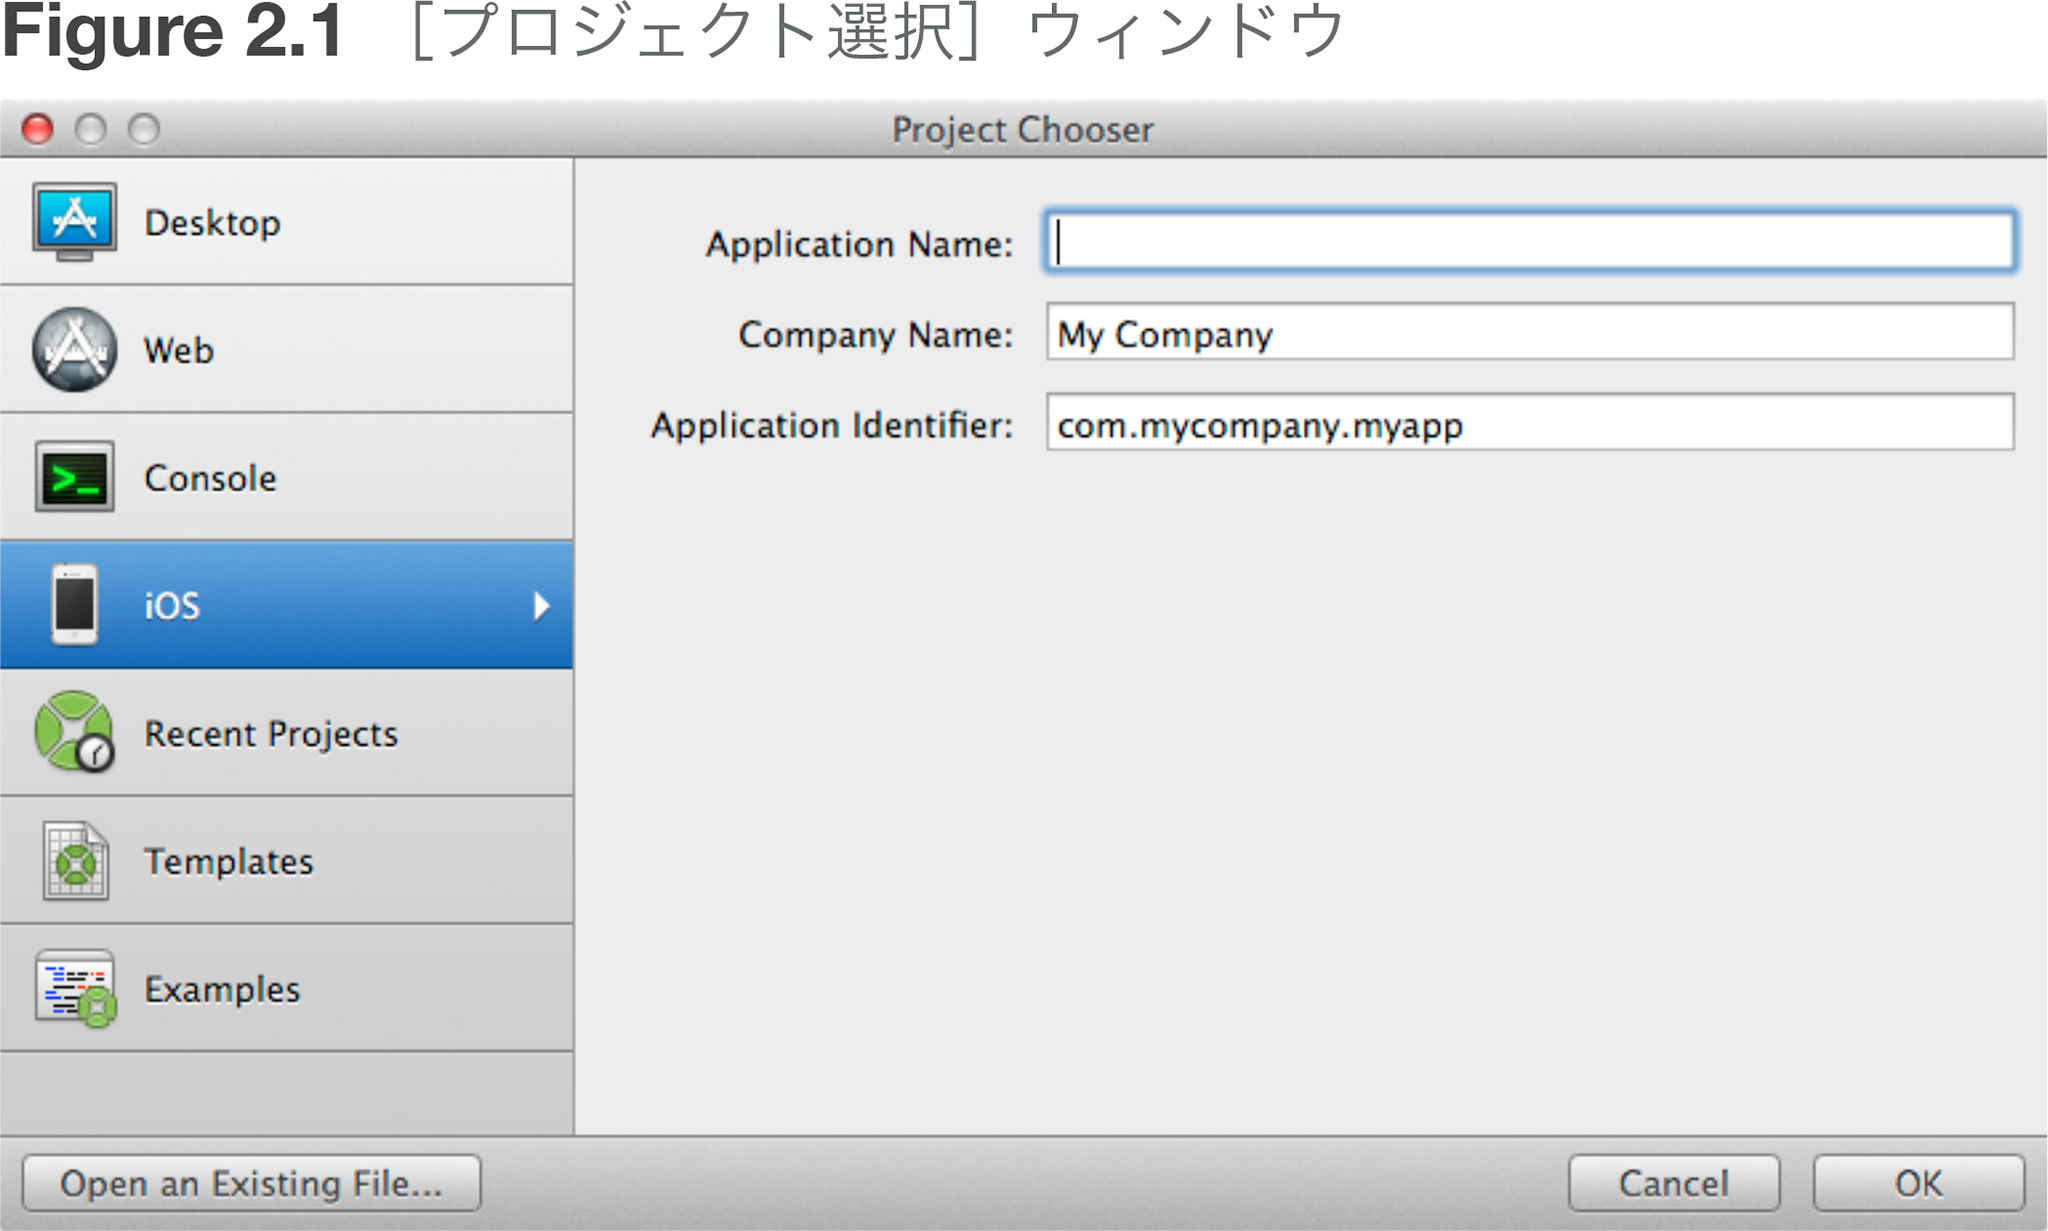 Figure 2.1 ［プロジェクト選択］ウィンドウ
Project Chooser
Desktop
Web
Console
iOS
Recent Projects
Templates
Examples
Application Name:
Company Name: My Company
Application Identifier: com.mycompany.myapp
Open an Existing File...
Cancel
OK